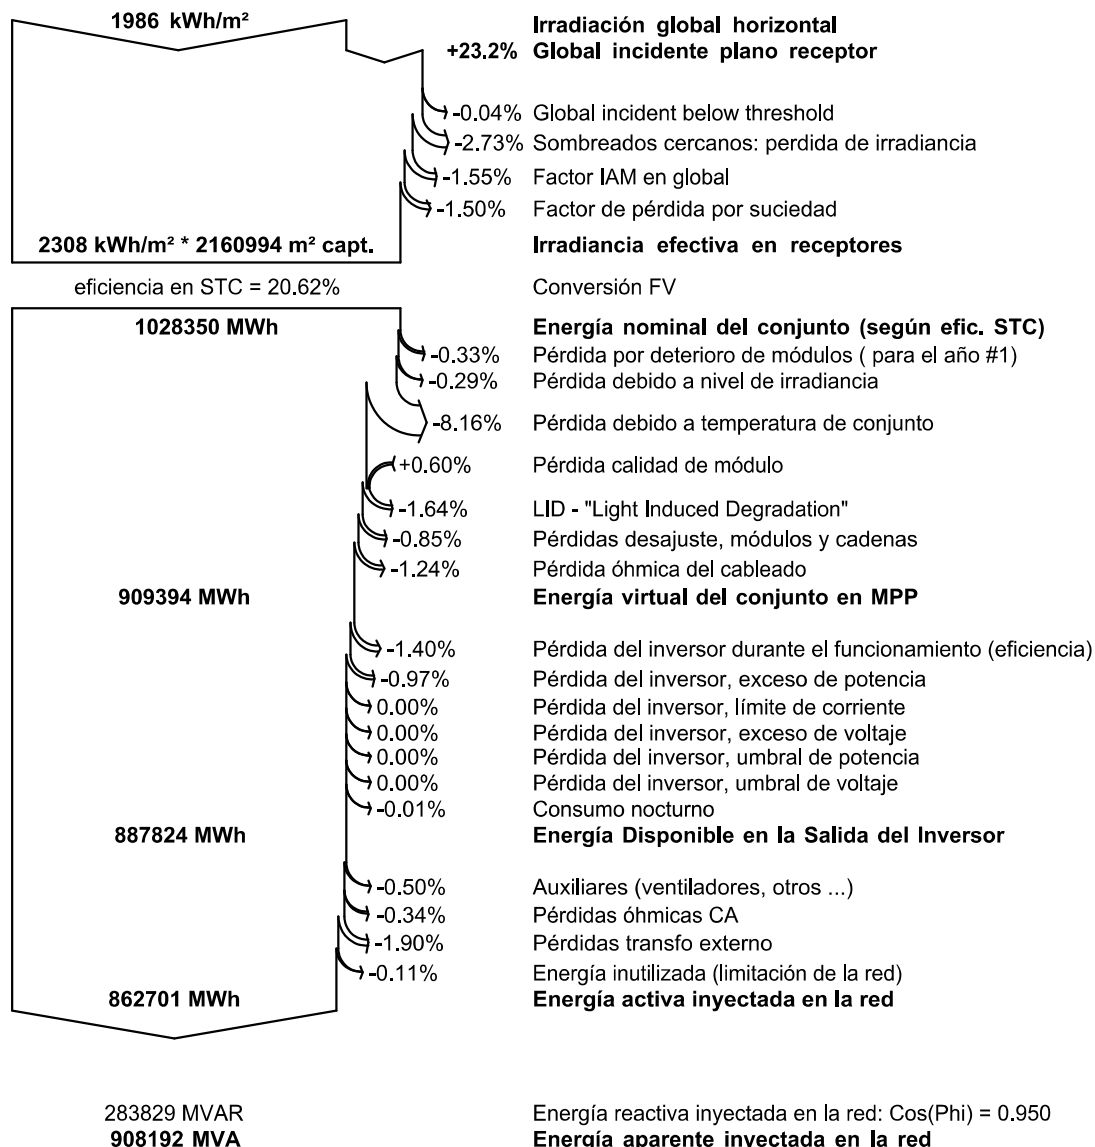 1986 kWh/m² Irradiación global horizontal
+23.2% Global incidente plano receptor
-0.04% Global incident below threshold
-2.73% Sombreados cercanos: perdida de irradiancia
-1.55% Factor IAM en global
-1.50% Factor de pérdida por suciedad
2308 kWh/m² * 2160994 m² capt. Irradiancia efectiva en receptores
eficiencia en STC = 20.62% Conversión FV
1028350 MWh Energía nominal del conjunto (según efic. STC)
-0.33% Pérdida por deterioro de módulos ( para el año #1)
-0.29% Pérdida debido a nivel de irradiancia
-8.16% Pérdida debido a temperatura de conjunto
+0.60% Pérdida calidad de módulo
-1.64% LID - "Light Induced Degradation"
-0.85% Pérdidas desajuste, módulos y cadenas
-1.24% Pérdida óhmica del cableado
909394 MWh Energía virtual del conjunto en MPP
-1.40% Pérdida del inversor durante el funcionamiento (eficiencia)
-0.97% Pérdida del inversor, exceso de potencia
0.00% Pérdida del inversor, límite de corriente
0.00% Pérdida del inversor, exceso de voltaje
0.00% Pérdida del inversor, umbral de potencia
0.00% Pérdida del inversor, umbral de voltaje
-0.01% Consumo nocturno
887824 MWh Energía Disponible en la Salida del Inversor
-0.50% Auxiliares (ventiladores, otros ...)
-0.34% Pérdidas óhmicas CA
-1.90% Pérdidas transfo externo
-0.11% Energía inutilizada (limitación de la red)
862701 MWh Energía activa inyectada en la red
283829 MVAR Energía reactiva inyectada en la red: Cos(Phi) = 0.950
908192 MVA Energía aparente inyectada en la red